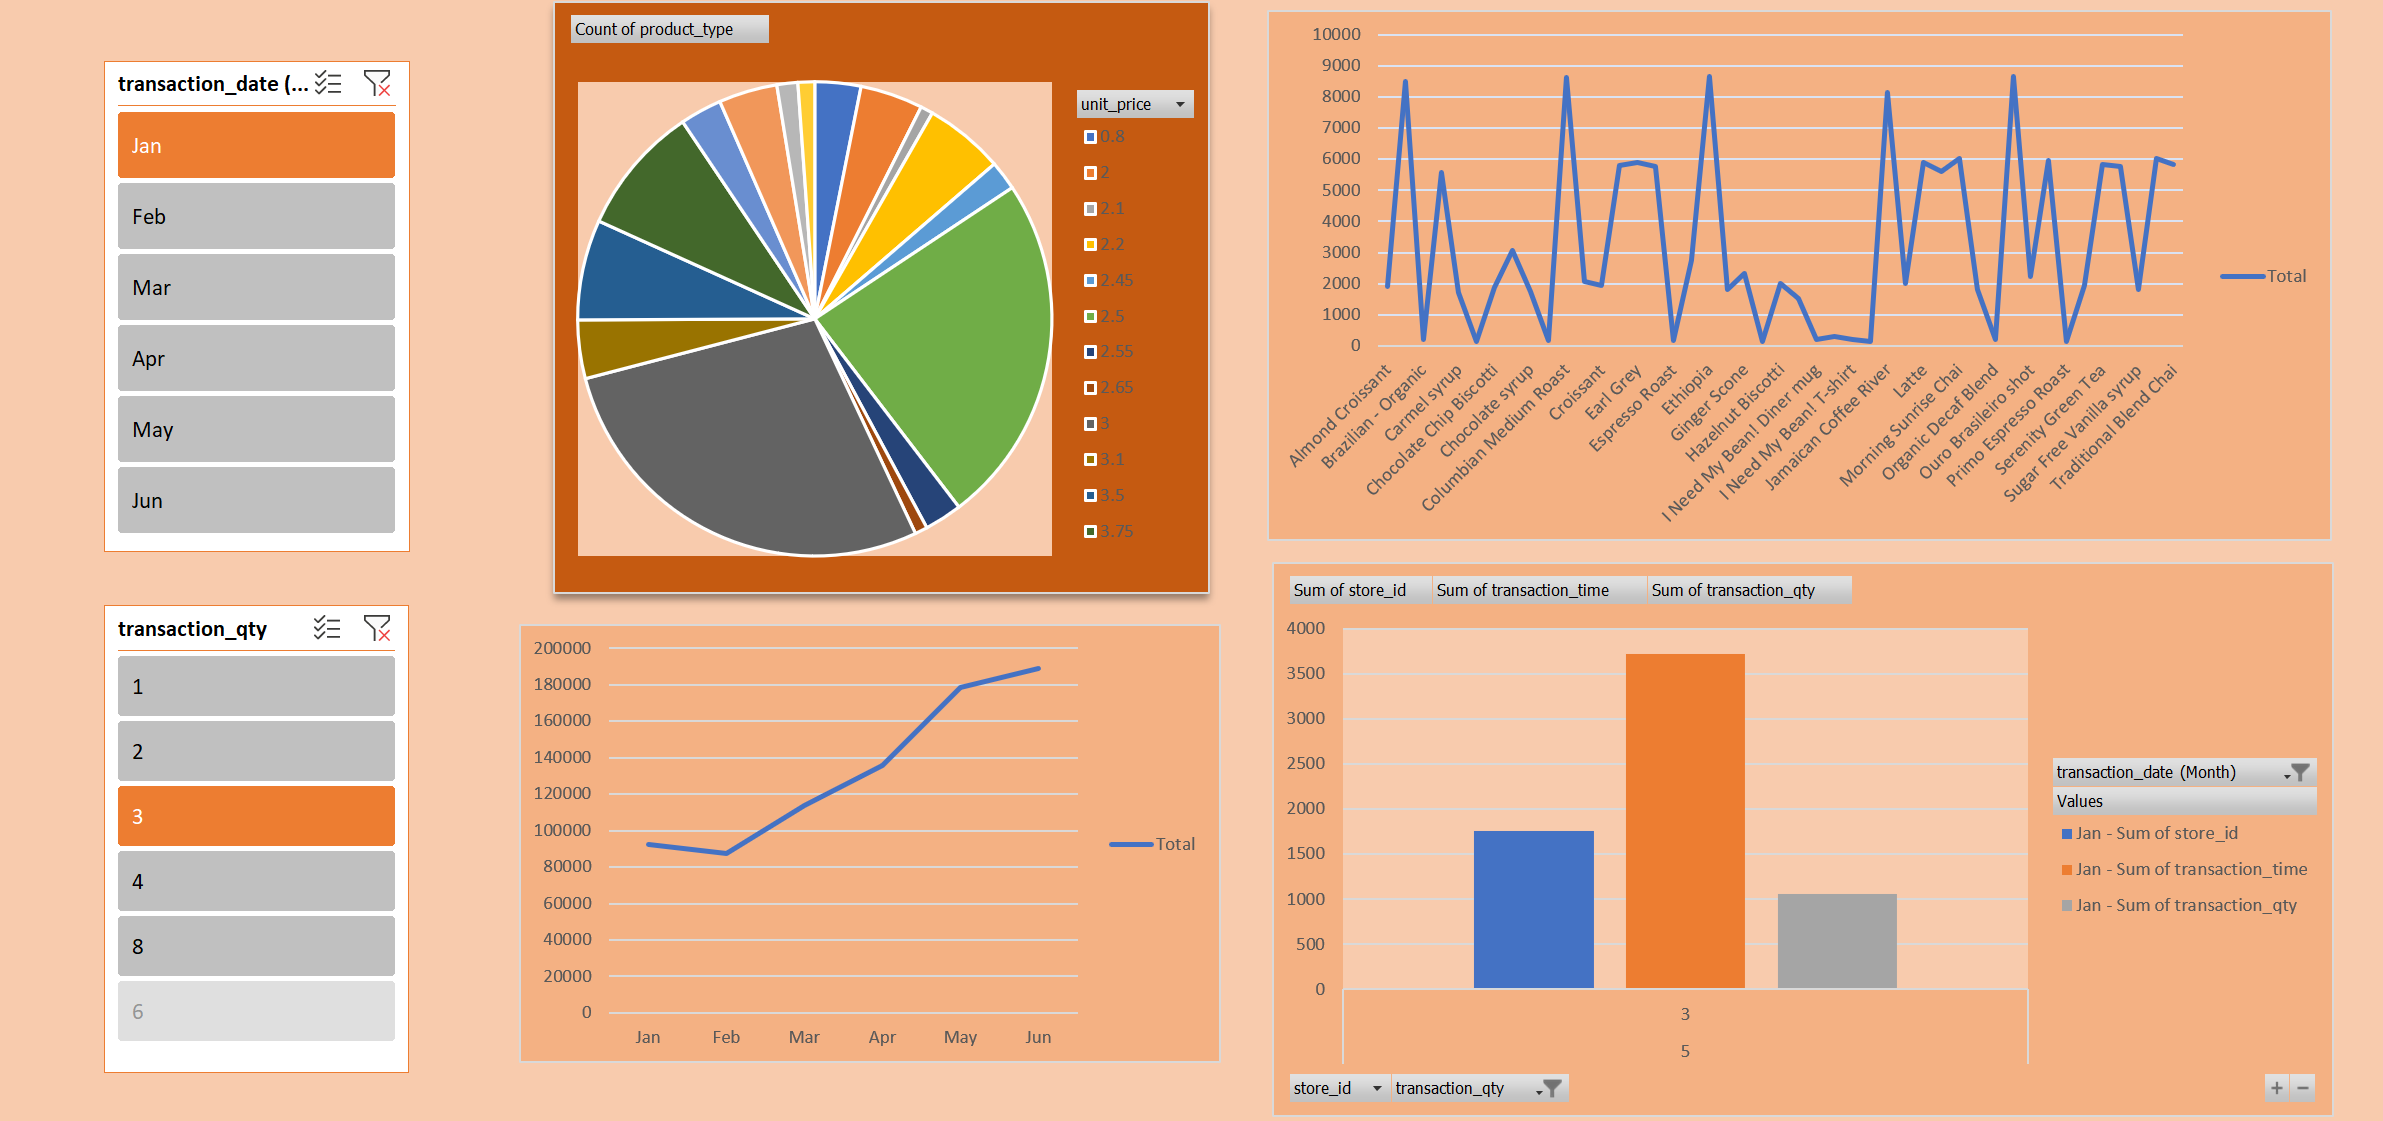 transaction_date (...
Jan
Feb
Mar
Apr
May
Jun
transaction_qty
1
2
3
4
8
6
Count of product_type
unit_price
0.8
2
2.1
2.2
2.45
2.5
2.55
2.65
3
3.1
3.5
3.75
200000
180000
160000
140000
120000
100000
80000
60000
40000
20000
0
Jan Feb Mar Apr May Jun
Total
10000
9000
8000
7000
6000
5000
4000
3000
2000
1000
0
Almond Croissant
Brazilian - Organic
Carmel syrup
Chocolate Chip Biscotti
Chocolate syrup
Columbian Medium Roast
Croissant
Earl Grey
Espresso Roast
Ethiopia
Ginger Scone
Hazelnut Biscotti
I Need My Bean! Diner mug
I Need My Bean! T-shirt
Jamaican Coffee River
Latte
Morning Sunrise Chai
Organic Decaf Blend
Ouro Brasileiro shot
Primo Espresso Roast
Serenity Green Tea
Sugar Free Vanilla syrup
Traditional Blend Chai
Total
Sum of store_id Sum of transaction_time Sum of transaction_qty
4000
3500
3000
2500
2000
1500
1000
500
0
3
5
transaction_date (Month)
Values
Jan - Sum of store_id
Jan - Sum of transaction_time
Jan - Sum of transaction_qty
store_id transaction_qty